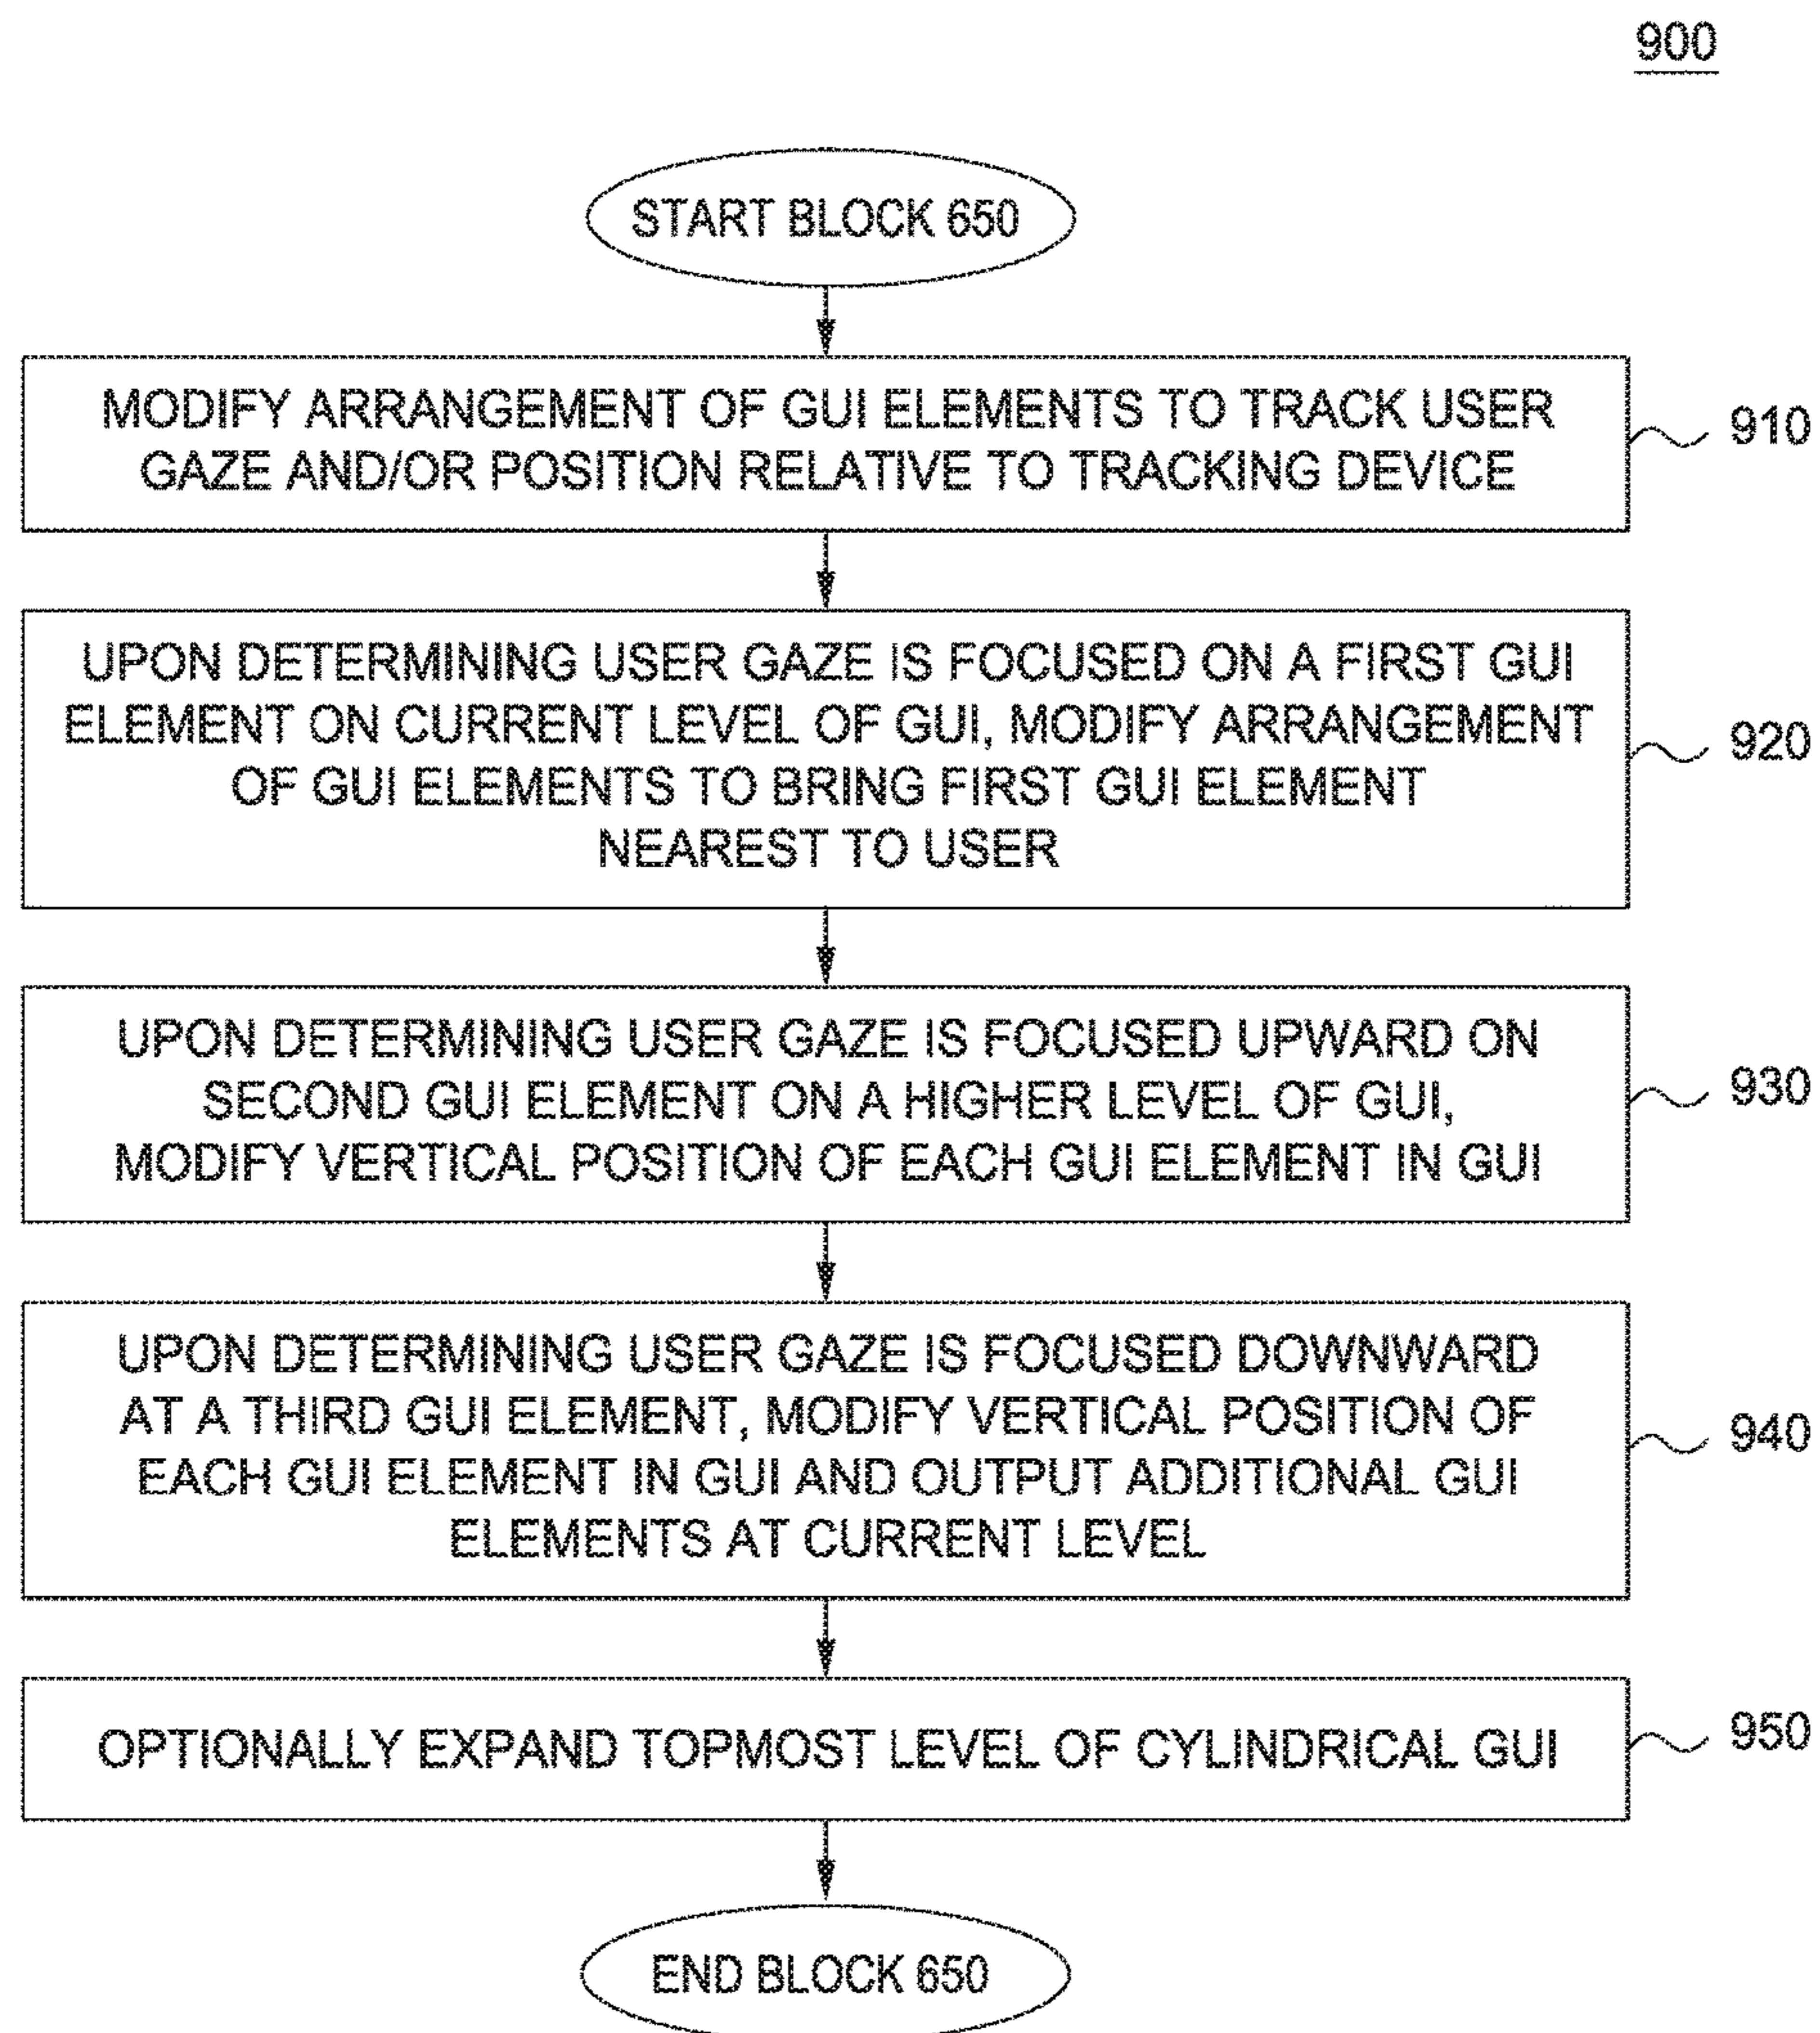 900
START BLOCK 650
MODIFY ARRANGEMENT OF GUI ELEMENTS TO TRACK USER
GAZE AND/OR POSITION RELATIVE TO TRACKING DEVICE
910
UPON DETERMINING USER GAZE IS FOCUSED ON A FIRST GUI
ELEMENT ON CURRENT LEVEL OF GUI, MODIFY ARRANGEMENT
OF GUI ELEMENTS TO BRING FIRST GUI ELEMENT
NEAREST TO USER
920
UPON DETERMINING USER GAZE IS FOCUSED UPWARD ON
SECOND GUI ELEMENT ON A HIGHER LEVEL OF GUI,
MODIFY VERTICAL POSITION OF EACH GUI ELEMENT IN GUI
930
UPON DETERMINING USER GAZE IS FOCUSED DOWNWARD
AT A THIRD GUI ELEMENT, MODIFY VERTICAL POSITION OF
EACH GUI ELEMENT IN GUI AND OUTPUT ADDITIONAL GUI
ELEMENTS AT CURRENT LEVEL
940
OPTIONALLY EXPAND TOPMOST LEVEL OF CYLINDRICAL GUI
950
END BLOCK 650